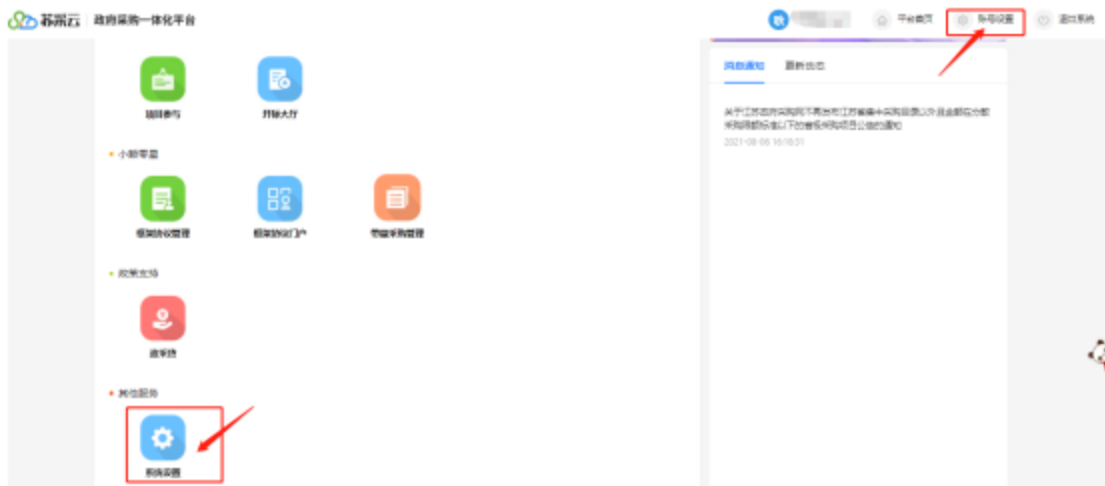 苏采云 政府采购一体化平台
平台首页 账号设置 退出系统
消息通知 最新动态
项目参与 开标大厅
关于江苏政府采购网不再发布江苏省集中采购目录以外且金额在分散
采购限额标准以下的省级采购项目公告的通知
2021-08-06 16:18:31
小额零星
框架协议管理 框架协议门户 零星采购管理
政策支持
政采贷
其他服务
系统设置